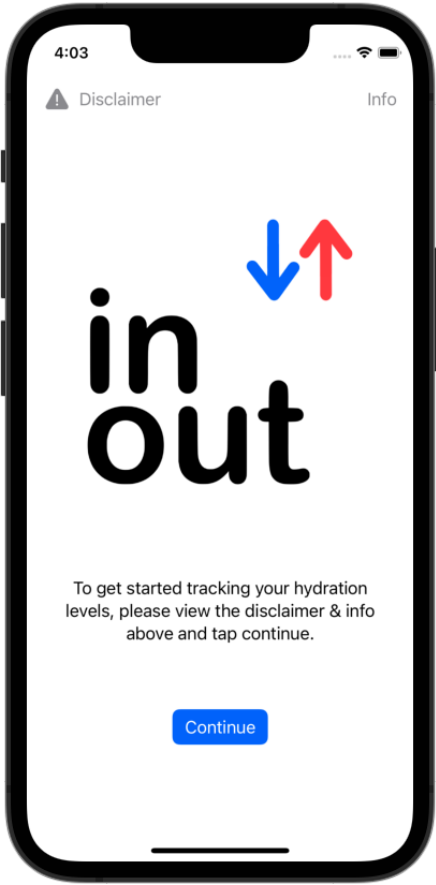 4:03
Disclaimer
Info
in
out
To get started tracking your hydration
levels, please view the disclaimer & info
above and tap continue.
Continue